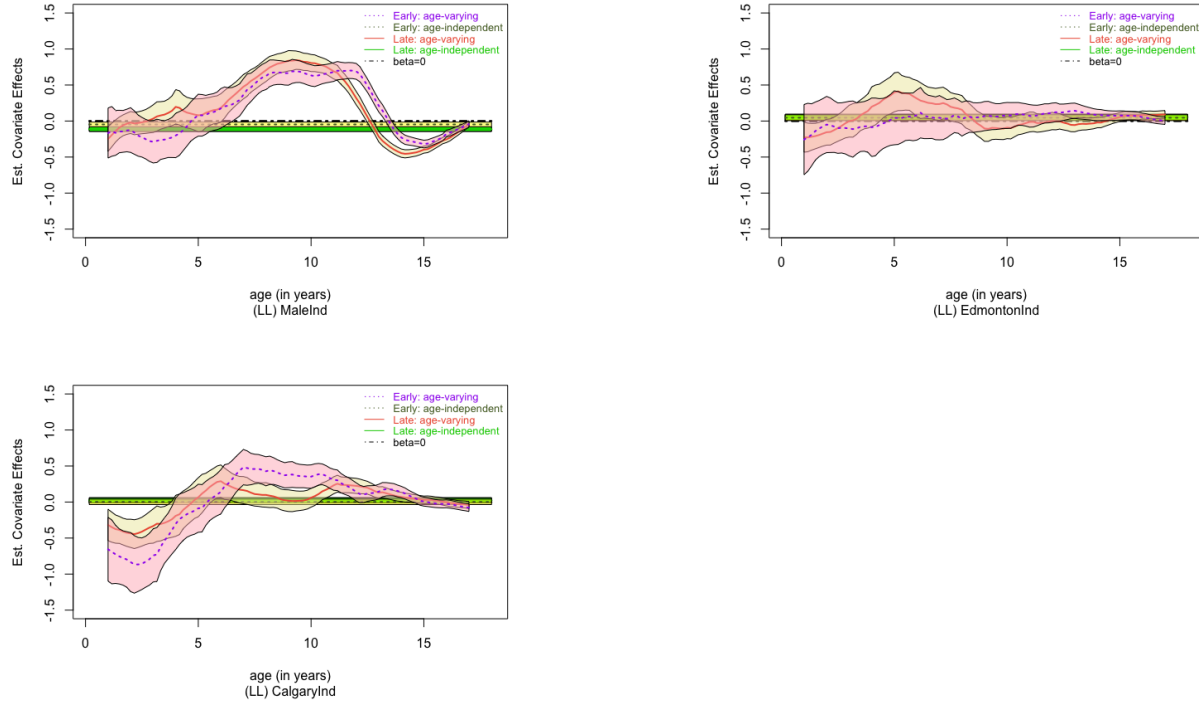 1.5
1.0
0.5
0.0
-0.5
-1.0
-1.5
Est. Covariate Effects
Early: age-varying
Early: age-independent
Late: age-varying
Late: age-independent
beta=0
0 5 10 15
age (in years)
(LL) MaleInd
1.5
1.0
0.5
0.0
-0.5
-1.0
-1.5
Est. Covariate Effects
Early: age-varying
Early: age-independent
Late: age-varying
Late: age-independent
beta=0
0 5 10 15
age (in years)
(LL) EdmontonInd
1.5
1.0
0.5
0.0
-0.5
-1.0
-1.5
Est. Covariate Effects
Early: age-varying
Early: age-independent
Late: age-varying
Late: age-independent
beta=0
0 5 10 15
age (in years)
(LL) CalgaryInd